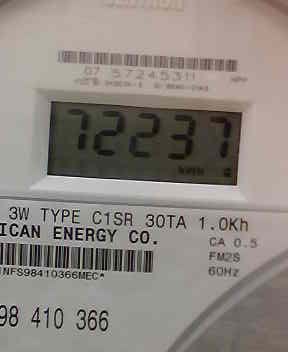 07 57245311
72237
3W TYPE C1SR 30TA 1.0Kh
ICAN ENERGY CO.
CA 0.5
FM2S
60Hz
NFS98410366MEC*
98 410 366